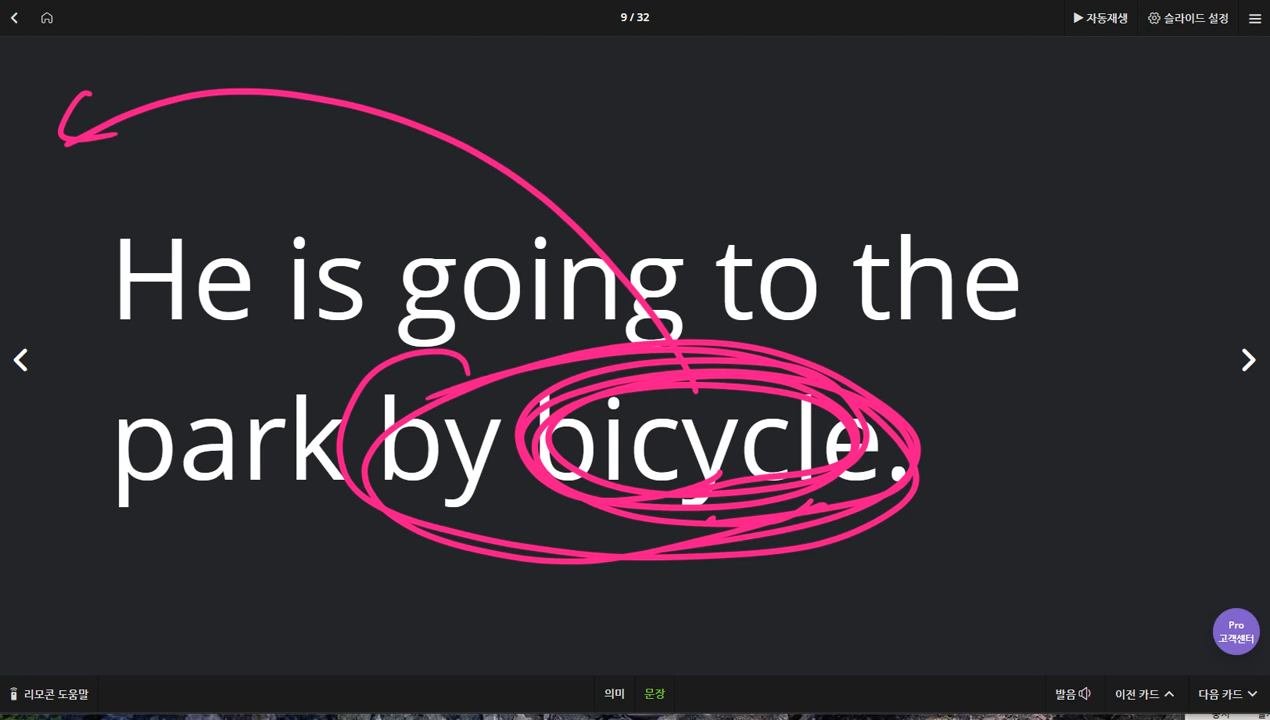 9 / 32
자동재생
슬라이드 설정
He is going to the
park by bicycle.
Pro
고객센터
리모콘 도움말
의미
문장
발음
이전 카드
다음 카드